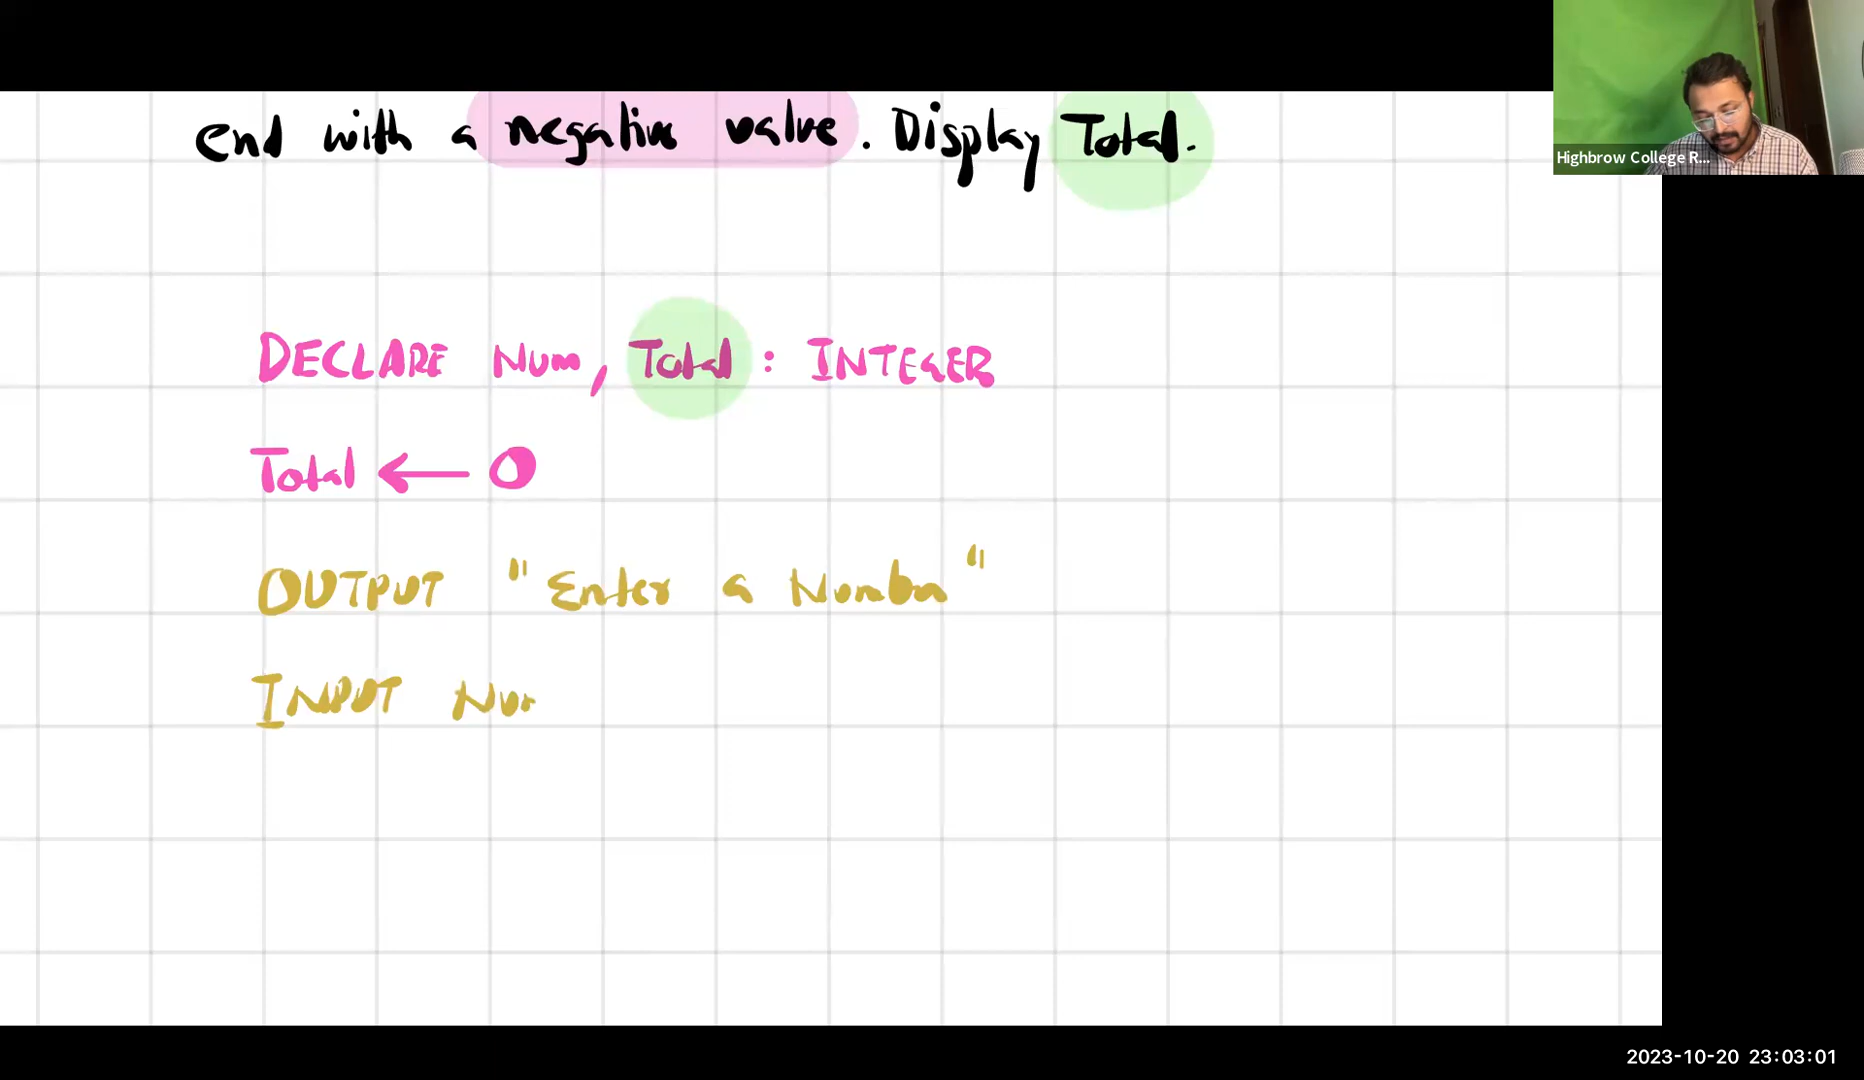 Highbrow College R...
end with a negative value. Display Total.
DECLARE Num, Total : INTEGER
Total ← 0
OUTPUT "Enter a Number"
INPUT Nur
2023-10-20 23:03:01